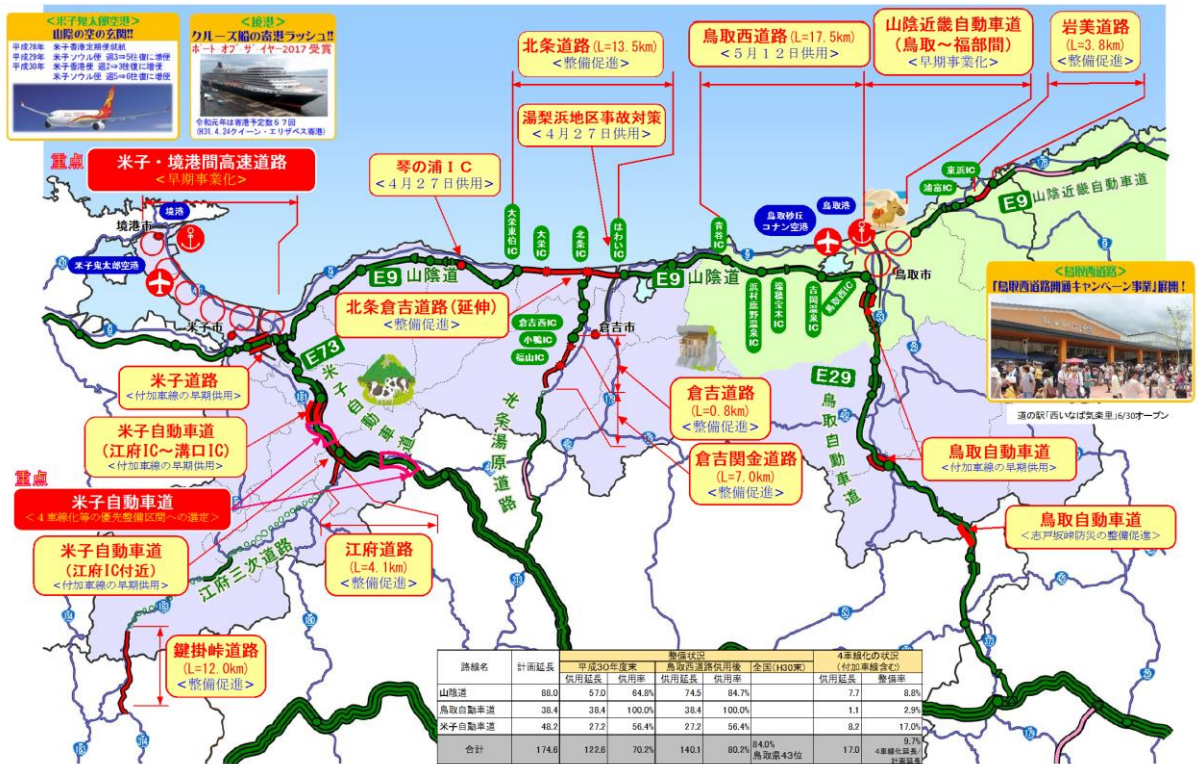 <米子鬼太郎空港>
山陰の空の玄関!!
平成28年 米子香港定期便就航
平成29年 米子ソウル便 週3⇒5往復に増便
平成30年 米子香港便 週2⇒3往復に増便
米子ソウル便 週5⇒6往復に増便
<境港>
クルーズ船の寄港ラッシュ!!
ポート オブ ザ イヤー2017 受賞
令和元年は寄港予定数57回
(H31.4.24クイーン・エリザベス寄港)
北条道路(L=13.5km)
<整備促進>
鳥取西道路(L=17.5km)
<5月12日供用>
山陰近畿自動車道
(鳥取～福部間)
<早期事業化>
岩美道路
(L=3.8km)
<整備促進>
湯梨浜地区事故対策
<4月27日供用>
重点
米子・境港間高速道路
<早期事業化>
琴の浦IC
<4月27日供用>
境港
境港市
米子鬼太郎空港
米子市
大栄東伯IC
大栄IC
北条IC
はわいIC
青谷IC
鳥取砂丘
コナン空港
鳥取港
鳥取市
浦富IC
東浜IC
E9 山陰近畿自動車道
E9 山陰道
E9 山陰道
浜村鹿野温泉IC
瑞穂宝木IC
吉岡温泉IC
鳥取西IC
<鳥取西道路>
「鳥取西道路開通キャンペーン事業」展開!
道の駅「西いなば気楽里」6/30オープン
北条倉吉道路(延伸)
<整備促進>
倉吉西IC
小鴨IC
福山IC
倉吉市
E73
米子自動車道
米子道路
<付加車線の早期供用>
米子自動車道
(江府IC～溝口IC)
<付加車線の早期供用>
重点
米子自動車道
<4車線化等の優先整備区間への選定>
米子自動車道
(江府IC付近)
<付加車線の早期供用>
江府三次道路
江府道路
(L=4.1km)
<整備促進>
鍵掛峠道路
(L=12.0km)
<整備促進>
北条湯原道路
倉吉道路
(L=0.8km)
<整備促進>
倉吉関金道路
(L=7.0km)
<整備促進>
E29
鳥取自動車道
鳥取自動車道
<付加車線の早期供用>
鳥取自動車道
<志戸坂峠防災の整備促進>
路線名 計画延長 整備状況 4車線化の状況
(付加車線含む)
平成30年度末 鳥取西道路供用後 全国(H30末)
供用延長 供用率 供用延長 供用率 供用延長 整備率
山陰道 88.0 57.0 64.8% 74.5 84.7% 7.7 8.8%
鳥取自動車道 38.4 38.4 100.0% 38.4 100.0% 1.1 2.9%
米子自動車道 48.2 27.2 56.4% 27.2 56.4% 8.2 17.0%
合計 174.6 122.6 70.2% 140.1 80.2% 84.0% 鳥取県43位 17.0 9.7%
4車線化延長/計画延長